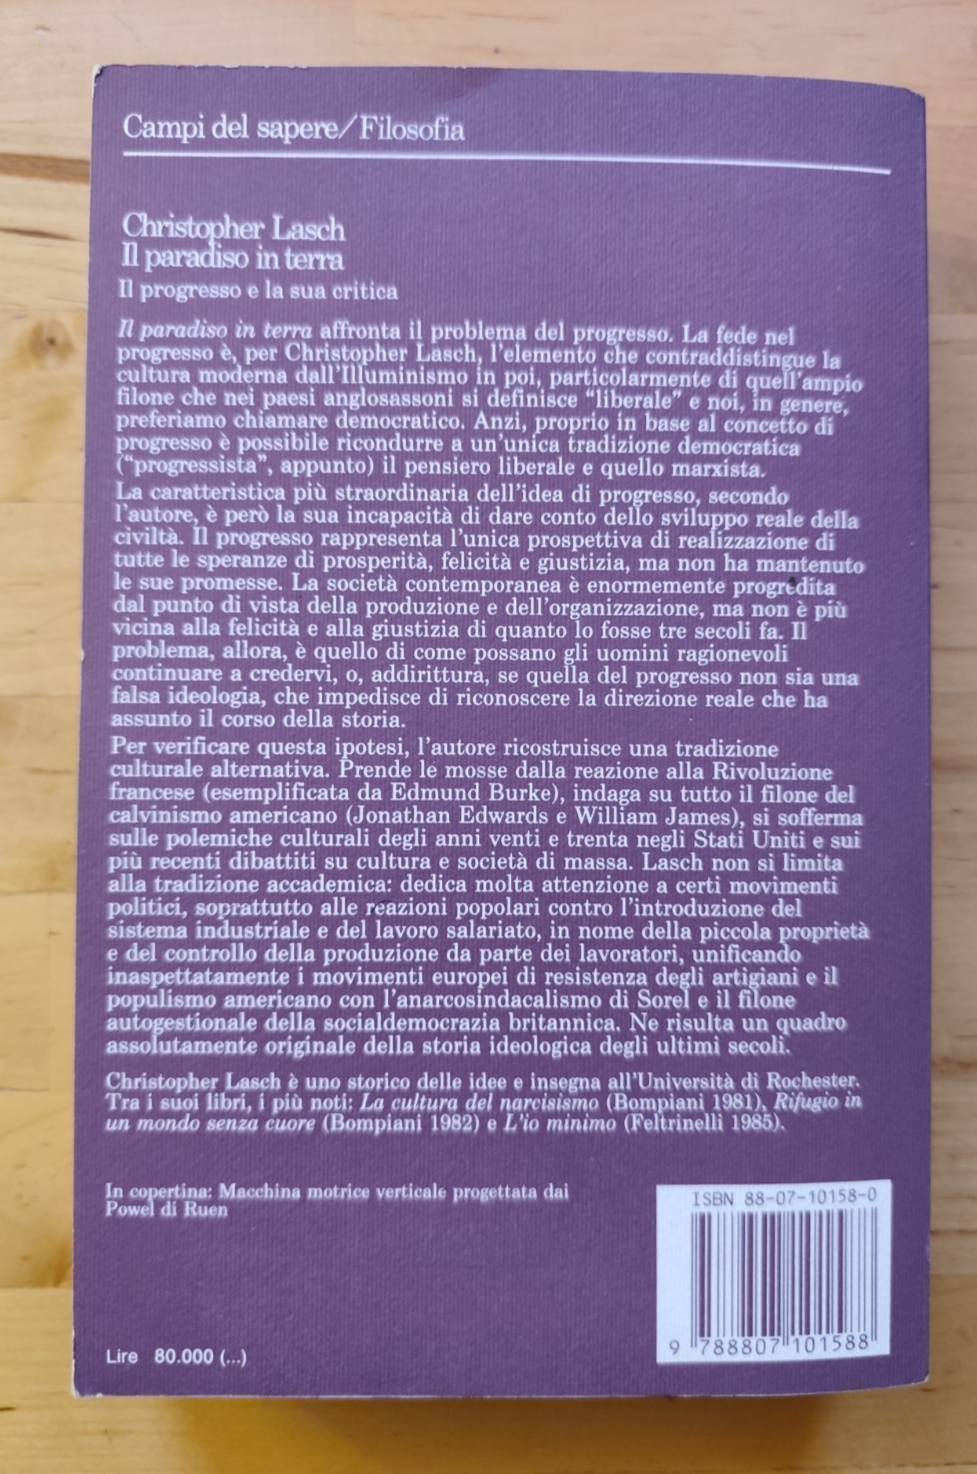 Campi del sapere/Filosofia
Christopher Lasch
Il paradiso in terra
Il progresso e la sua critica
Il paradiso in terra affronta il problema del progresso. La fede nel
progresso è, per Christopher Lasch, l'elemento che contraddistingue la
cultura moderna dall'Illuminismo in poi, particolarmente di quell'ampio
filone che nei paesi anglosassoni si definisce “liberale” e noi, in genere,
preferiamo chiamare democratico. Anzi, proprio in base al concetto di
progresso è possibile ricondurre a un'unica tradizione democratica
(“progressista”, appunto) il pensiero liberale e quello marxista.
La caratteristica più straordinaria dell'idea di progresso, secondo
l'autore, è però la sua incapacità di dare conto dello sviluppo reale della
civiltà. Il progresso rappresenta l'unica prospettiva di realizzazione di
tutte le speranze di prosperità, felicità e giustizia, ma non ha mantenuto
le sue promesse. La società contemporanea è enormemente progredita
dal punto di vista della produzione e dell'organizzazione, ma non è più
vicina alla felicità e alla giustizia di quanto lo fosse tre secoli fa. Il
problema, allora, è quello di come possano gli uomini ragionevoli
continuare a credervi, o, addirittura, se quella del progresso non sia una
falsa ideologia, che impedisce di riconoscere la direzione reale che ha
assunto il corso della storia.
Per verificare questa ipotesi, l'autore ricostruisce una tradizione
culturale alternativa. Prende le mosse dalla reazione alla Rivoluzione
francese (esemplificata da Edmund Burke), indaga su tutto il filone del
calvinismo americano (Jonathan Edwards e William James), si sofferma
sulle polemiche culturali degli anni venti e trenta negli Stati Uniti e sui
più recenti dibattiti su cultura e società di massa. Lasch non si limita
alla tradizione accademica: dedica molta attenzione a certi movimenti
politici, soprattutto alle reazioni popolari contro l'introduzione del
sistema industriale e del lavoro salariato, in nome della piccola proprietà
e del controllo della produzione da parte dei lavoratori, unificando
inaspettatamente i movimenti europei di resistenza degli artigiani e il
populismo americano con l'anarcosindacalismo di Sorel e il filone
autogestionale della socialdemocrazia britannica. Ne risulta un quadro
assolutamente originale della storia ideologica degli ultimi secoli.
Christopher Lasch è uno storico delle idee e insegna all'Università di Rochester.
Tra i suoi libri, i più noti: La cultura del narcisismo (Bompiani 1981), Rifugio in
un mondo senza cuore (Bompiani 1982) e L'io minimo (Feltrinelli 1985).
In copertina: Macchina motrice verticale progettata dai
Powel di Ruen
ISBN 88-07-10158-0
9 788807 101588
Lire 80.000 (...)